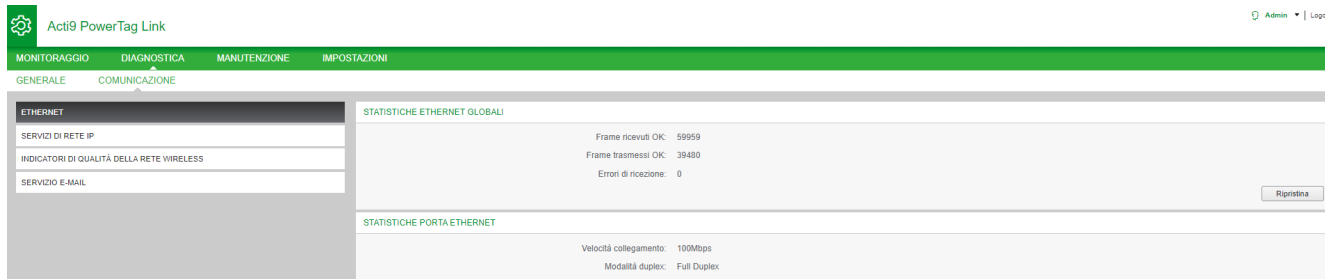 Acti9 PowerTag Link
Admin
MONITORAGGIO DIAGNOSTICA MANUTENZIONE IMPOSTAZIONI
GENERALE COMUNICAZIONE
ETHERNET
SERVIZI DI RETE IP
INDICATORI DI QUALITÀ DELLA RETE WIRELESS
SERVIZIO E-MAIL
STATISTICHE ETHERNET GLOBALI
Frame ricevuti OK: 59959
Frame trasmessi OK: 39480
Errori di ricezione: 0
Ripristina
STATISTICHE PORTA ETHERNET
Velocità collegamento: 100Mbps
Modalità duplex: Full Duplex